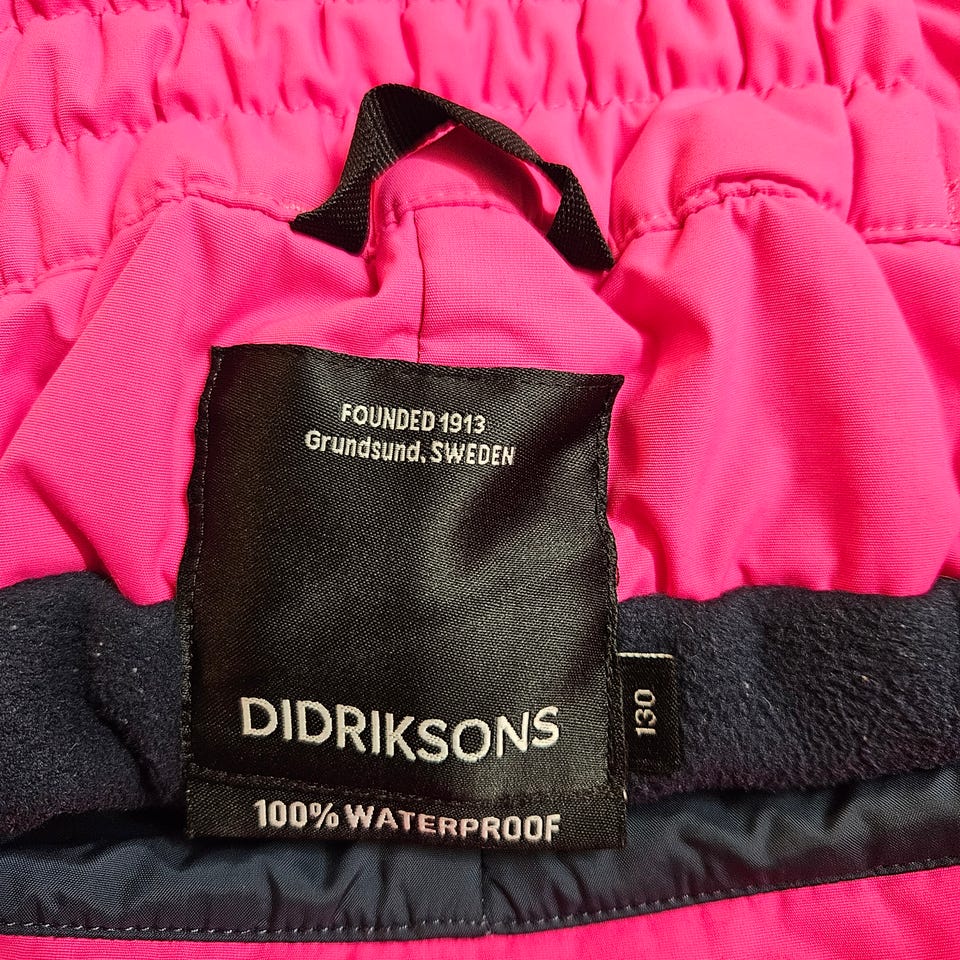 FOUNDED 1913
Grundsund, SWEDEN
DIDRIKSONS
130
100% WATERPROOF